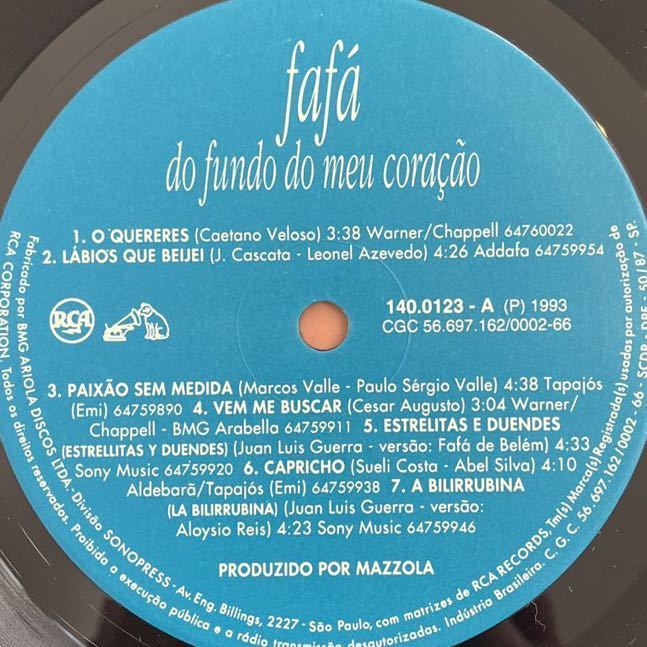 fafá
do fundo do meu coração
1. O QUERERES (Caetano Veloso) 3:38 Warner/Chappell 64760022
2. LÁBIOS QUE BEIJEI (J. Cascata - Leonel Azevedo) 4:26 Addafa 64759954
RCA
140.0123 - A (P) 1993
CGC 56.697.162/0002-66
3. PAIXÃO SEM MEDIDA (Marcos Valle - Paulo Sérgio Valle) 4:38 Tapajós
(Emi) 64759890 4. VEM ME BUSCAR (Cesar Augusto) 3:04 Warner/
Chappell - BMG Arabella 64759911 5. ESTRELITAS E DUENDES
(ESTRELLITAS Y DUENDES) (Juan Luis Guerra - versão: Fafá de Belém) 4:33
Sony Music 64759920 6. CAPRICHO (Sueli Costa - Abel Silva) 4:10
Aldebarã/Tapajós (Emi) 64759938 7. A BILIRRUBINA
(LA BILIRRUBINA) (Juan Luis Guerra - versão:
Aloysio Reis) 4:23 Sony Music 64759946
PRODUZIDO POR MAZZOLA
Fabricado por BMG ARIOLA DISCOS LTDA. - Divisão SONOPRESS - Av. Eng. Billings, 2227 - São Paulo, com matrizes de RCA RECORDS, Tm(s) Marca(s) Registrada(s) usadas por autorização de
RCA CORPORATION. Todos os direitos reservados. Proibida a execução pública e a rádio transmissão desautorizadas. Indústria Brasileira. C. G. C. 56.697.162/0002 - 66 - SCDP - DPF - 50/87 - SP.